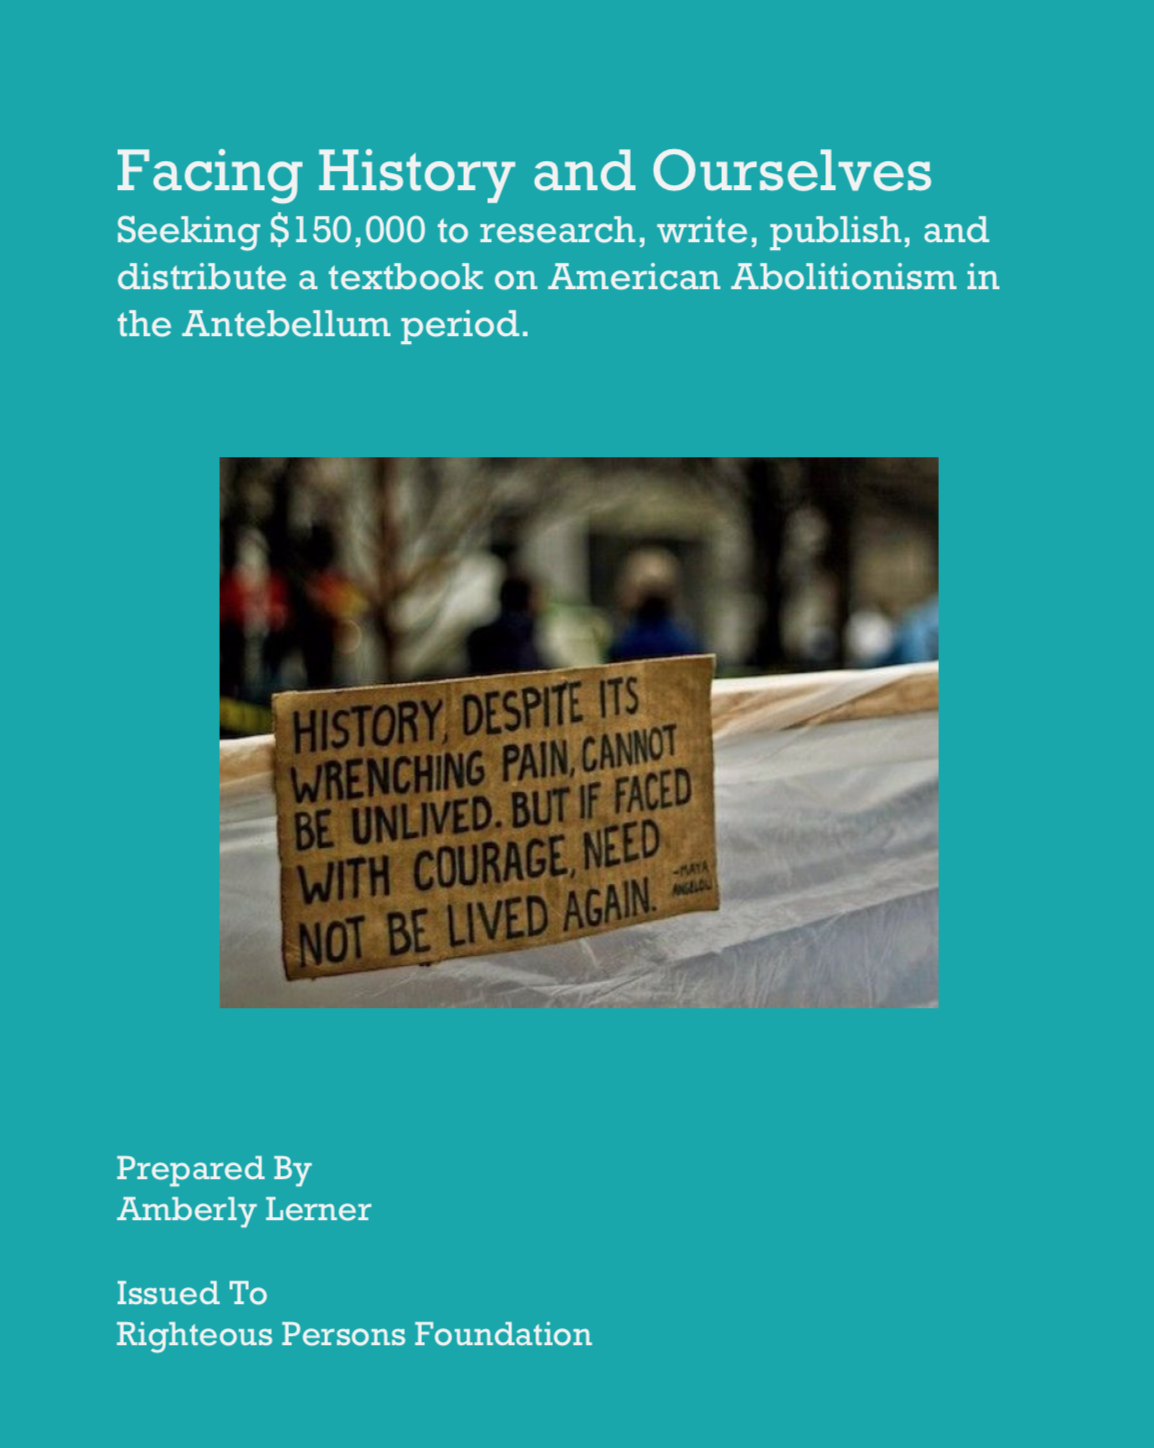 Facing History and Ourselves
Seeking $150,000 to research, write, publish, and
distribute a textbook on American Abolitionism in
the Antebellum period.
HISTORY, DESPITE ITS
WRENCHING PAIN, CANNOT
BE UNLIVED. BUT IF FACED
WITH COURAGE, NEED
NOT BE LIVED AGAIN.
-MAYA
ANGELOU
Prepared By
Amberly Lerner
Issued To
Righteous Persons Foundation